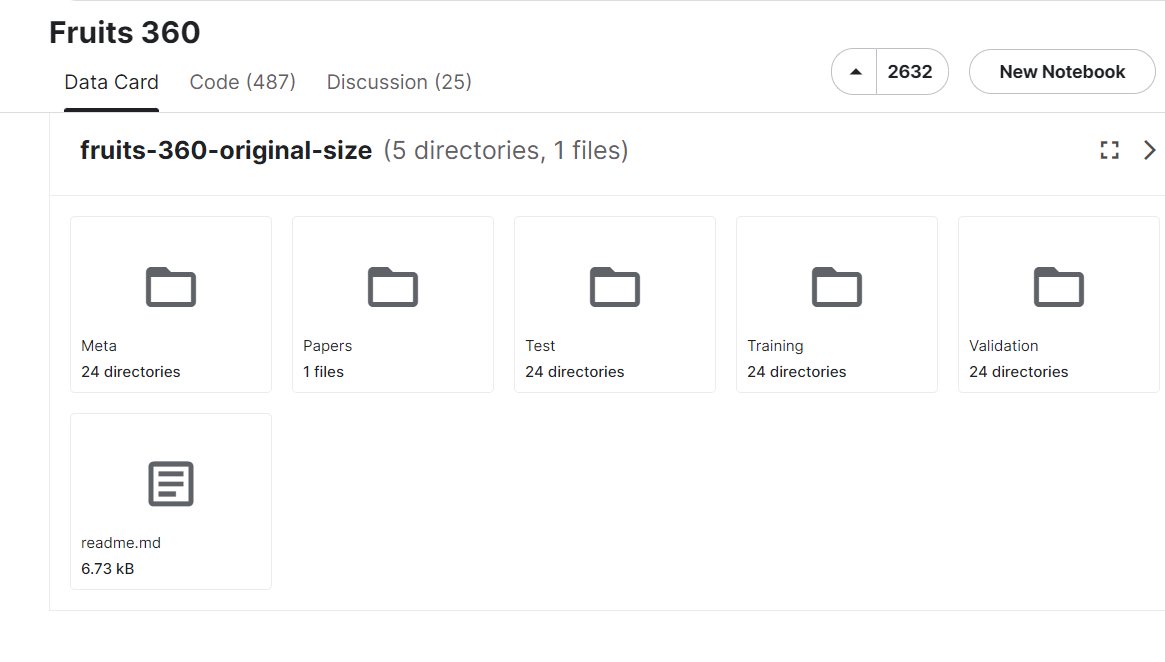 Fruits 360
Data Card Code (487) Discussion (25)
2632 New Notebook
fruits-360-original-size (5 directories, 1 files)
Meta
24 directories
Papers
1 files
Test
24 directories
Training
24 directories
Validation
24 directories
readme.md
6.73 kB